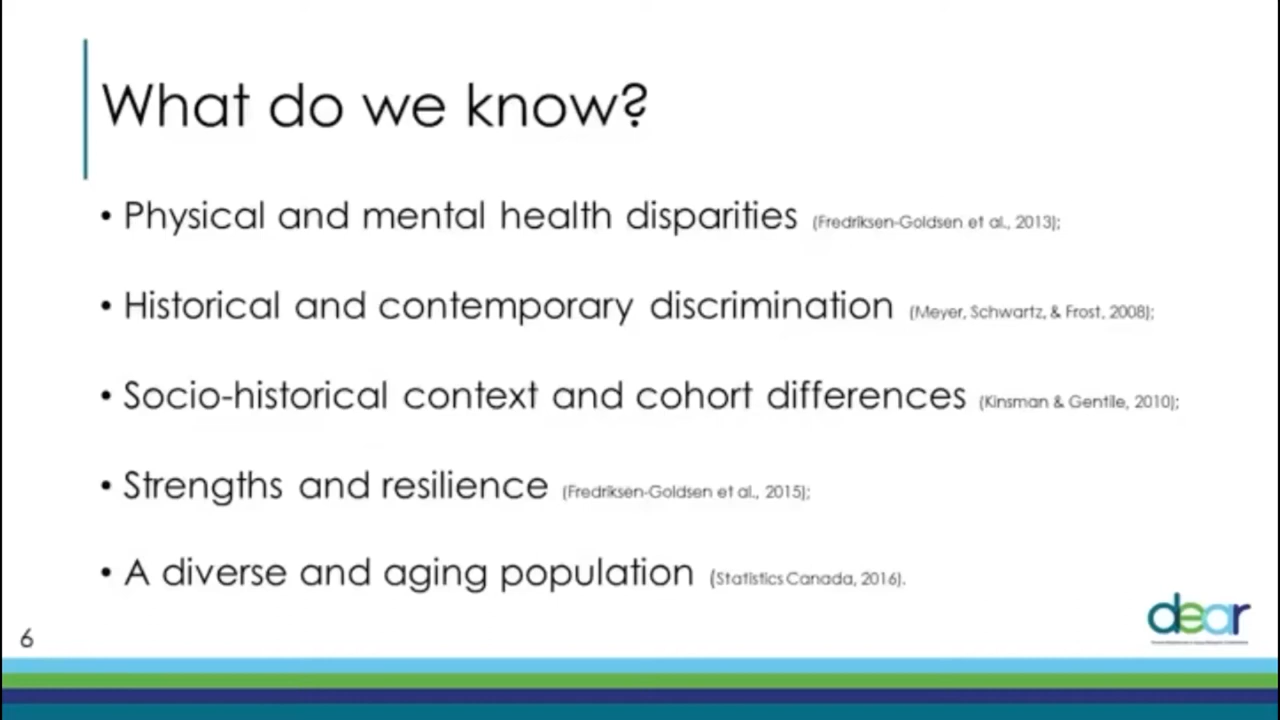 What do we know?
• Physical and mental health disparities (Fredriksen-Goldsen et al., 2013);
• Historical and contemporary discrimination (Meyer, Schwartz, & Frost, 2008);
• Socio-historical context and cohort differences (Kinsman & Gentile, 2010);
• Strengths and resilience (Fredriksen-Goldsen et al., 2015);
• A diverse and aging population (Statistics Canada, 2016).
dear
6